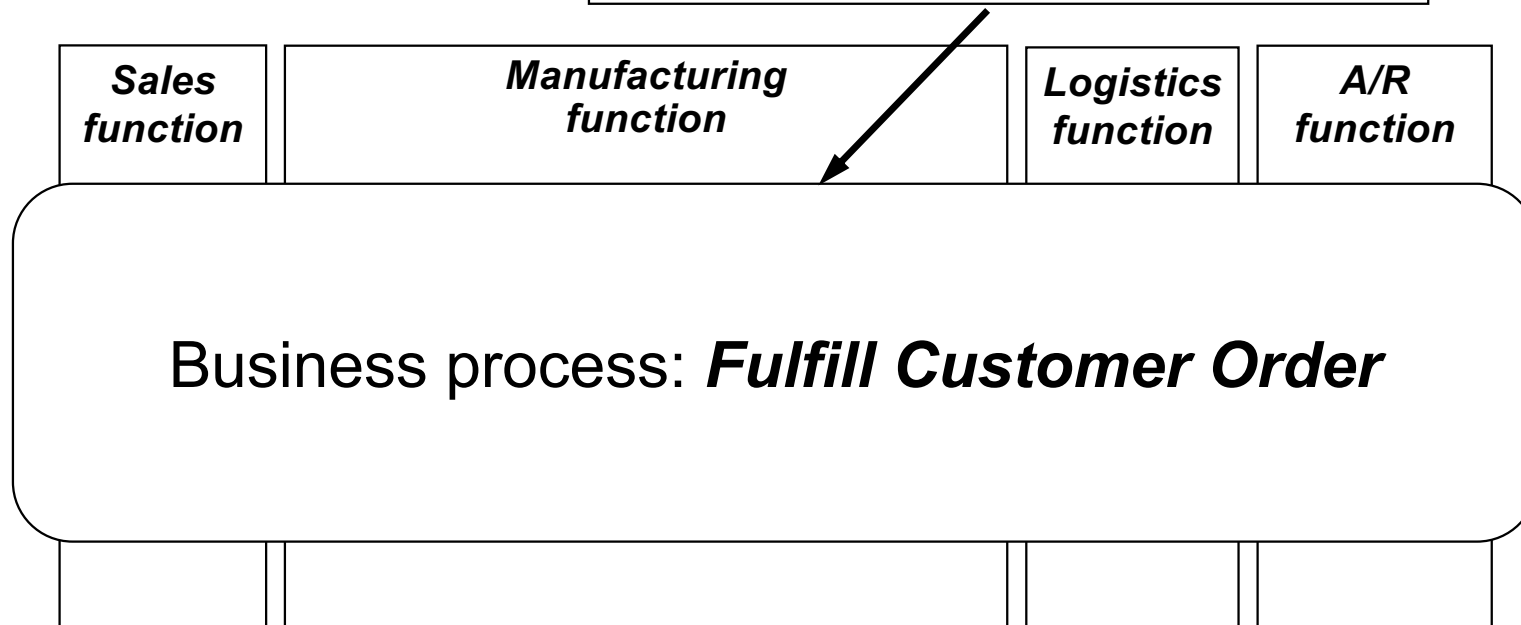 Sales
function
Manufacturing
function
Logistics
function
A/R
function
Business process: Fulfill Customer Order